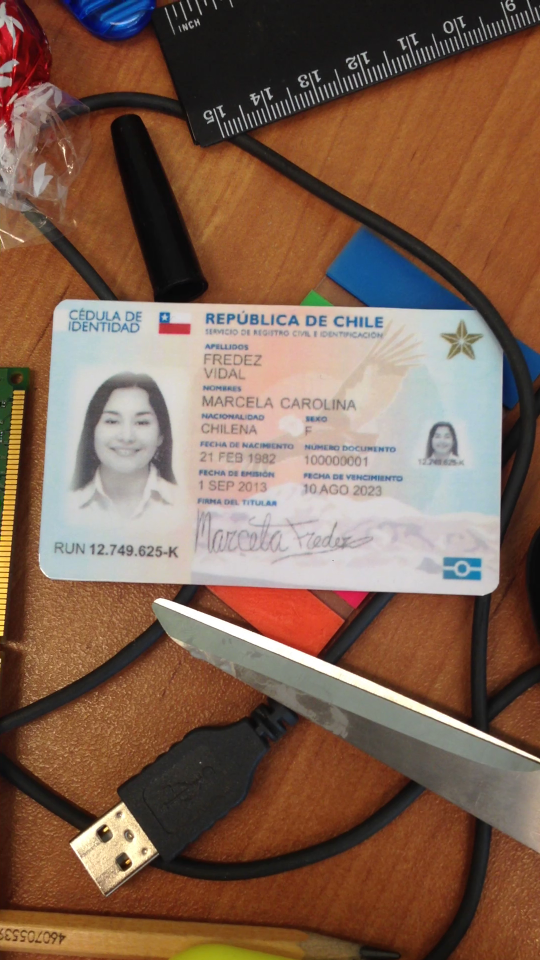 INCH
9
10
11
12
13
14
15
CÉDULA DE
IDENTIDAD
REPÚBLICA DE CHILE
SERVICIO DE REGISTRO CIVIL E IDENTIFICACIÓN
APELLIDOS
FREDEZ
VIDAL
NOMBRES
MARCELA CAROLINA
NACIONALIDAD SEXO
CHILENA F
FECHA DE NACIMIENTO NÚMERO DOCUMENTO
21 FEB 1982 100000001
FECHA DE EMISIÓN FECHA DE VENCIMIENTO
1 SEP 2013 10 AGO 2023
FIRMA DEL TITULAR
Marcela Fredez
12.749.625-K
RUN 12.749.625-K